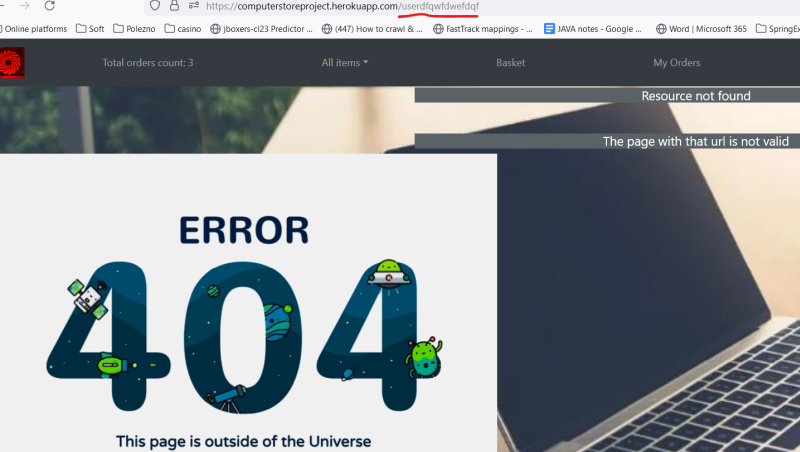 https://computerstoreproject.herokuapp.com/userdfqwfdwefdqf
Online platforms Soft Polezno casino jboxers-cl23 Predictor ... (447) How to crawl & ... FastTrack mappings - ... JAVA notes - Google ... Word | Microsoft 365 SpringEx
Total orders count: 3 All items Basket My Orders
Resource not found
The page with that url is not valid
ERROR
404
This page is outside of the Universe